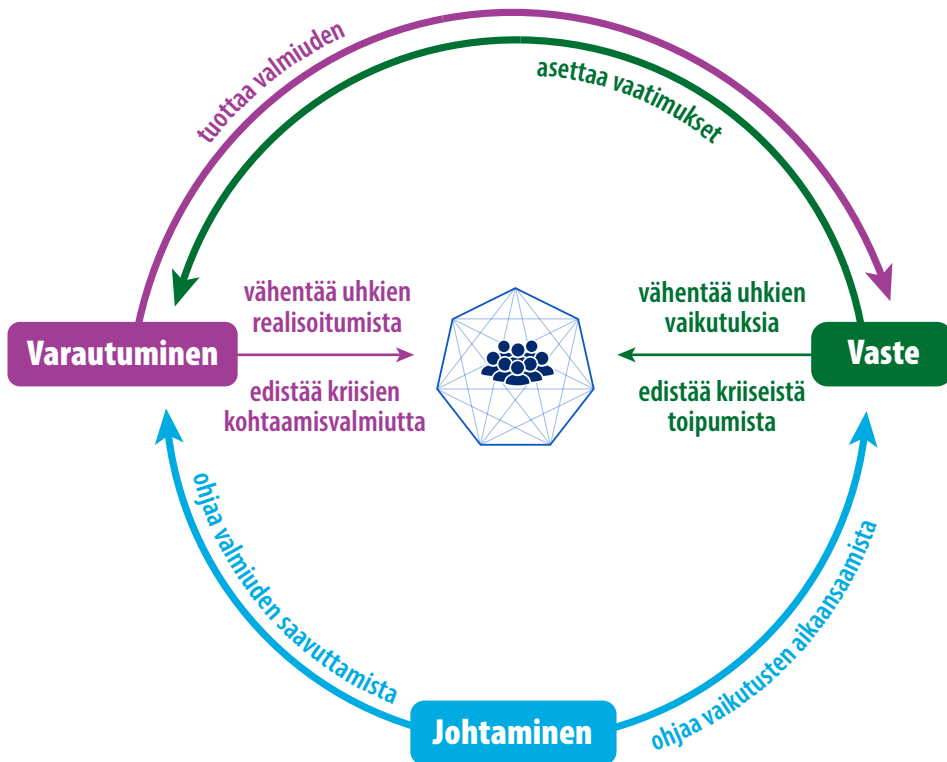 tuottaa valmiuden
asettaa vaatimukset
vähentää uhkien
realisoitumista
vähentää uhkien
vaikutuksia
Varautuminen
Vaste
edistää kriisien
kohtaamisvalmiutta
edistää kriiseistä
toipumista
ohjaa valmiuden saavuttamista
ohjaa vaikutusten aikaansaamista
Johtaminen